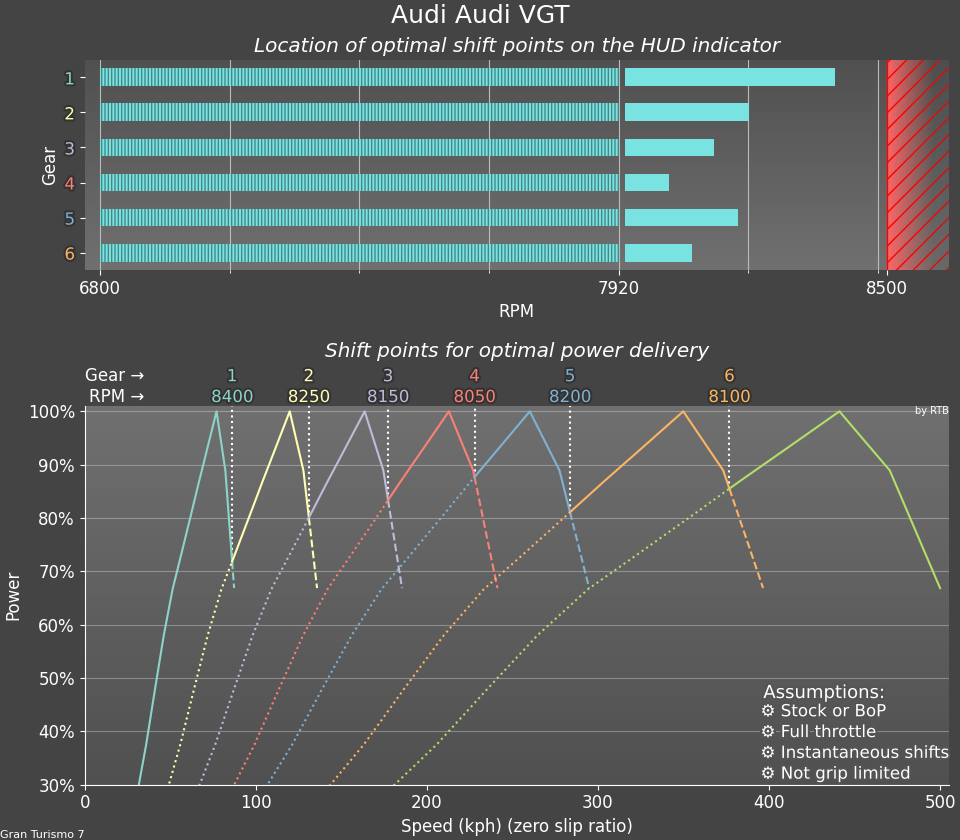 Audi Audi VGT
Location of optimal shift points on the HUD indicator
Gear
1
2
3
4
5
6
6800 7920 8500
RPM
Shift points for optimal power delivery
Gear → 1 2 3 4 5 6
RPM → 8400 8250 8150 8050 8200 8100
by RTB
Power
100%
90%
80%
70%
60%
50%
40%
30%
Assumptions:
⚙ Stock or BoP
⚙ Full throttle
⚙ Instantaneous shifts
⚙ Not grip limited
0 100 200 300 400 500
Speed (kph) (zero slip ratio)
Gran Turismo 7